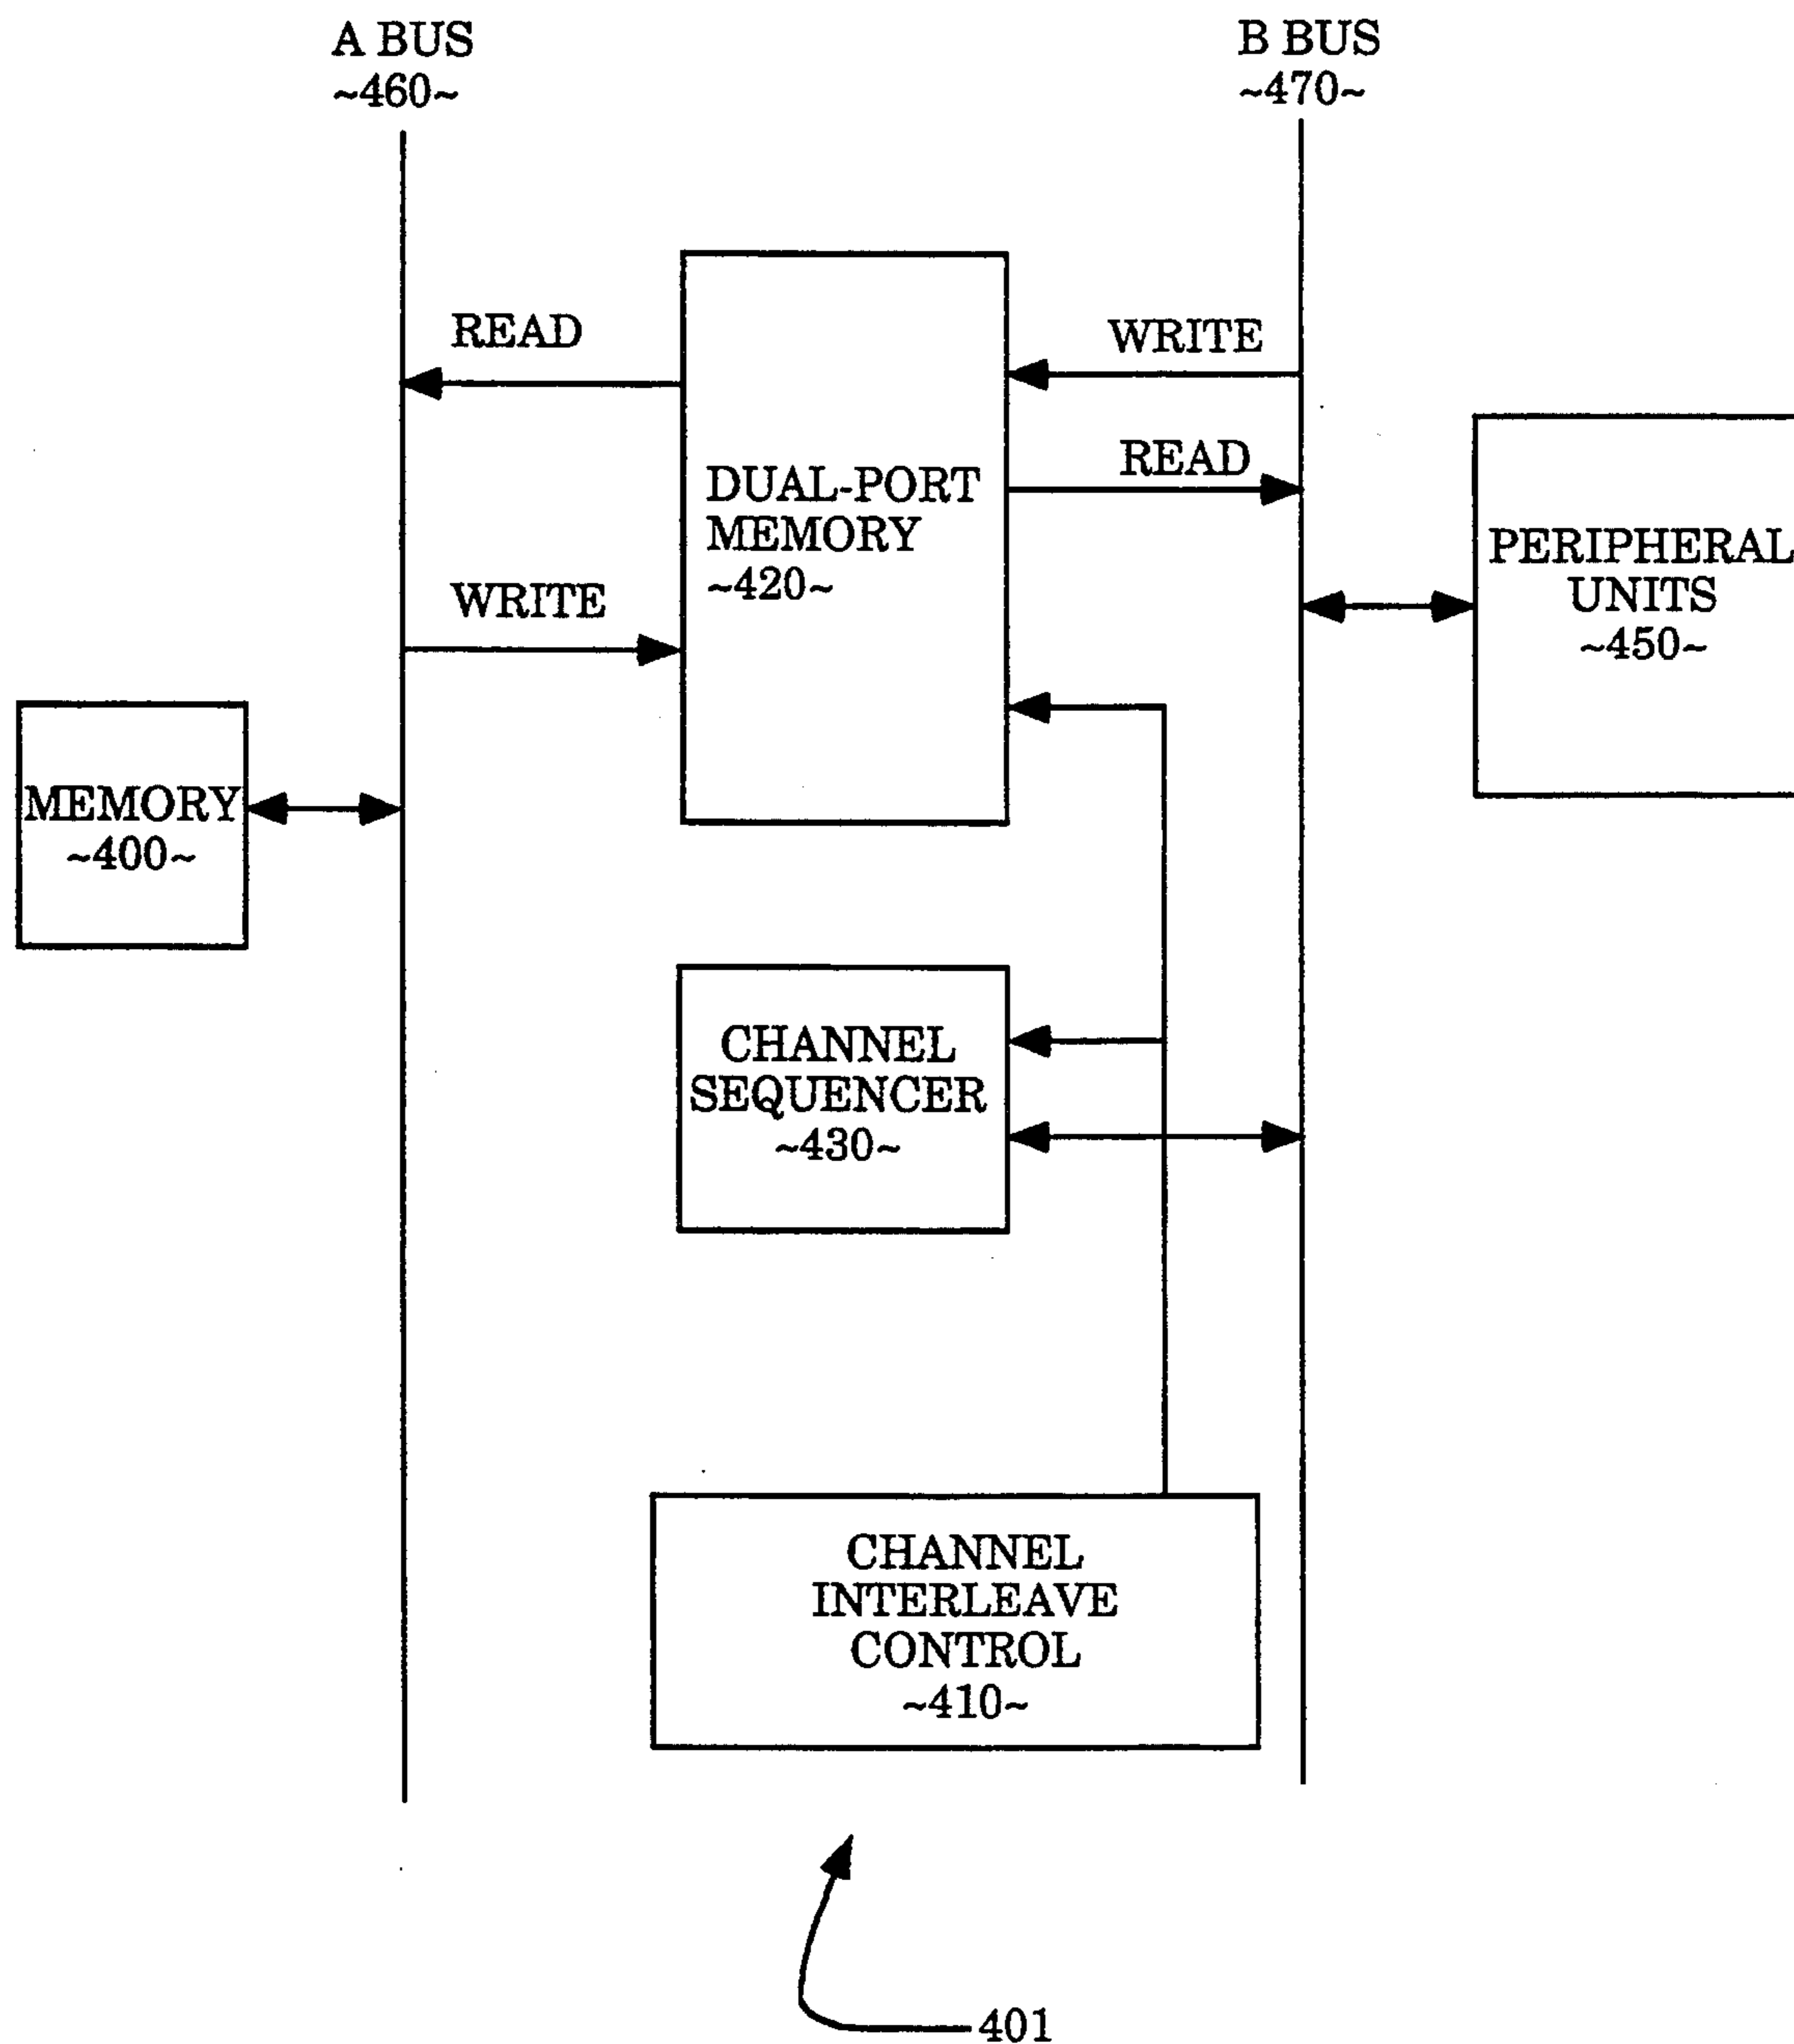 A BUS
~460~
B BUS
~470~
READ
WRITE
DUAL-PORT
MEMORY
~420~
READ
WRITE
PERIPHERAL
UNITS
~450~
MEMORY
~400~
CHANNEL
SEQUENCER
~430~
CHANNEL
INTERLEAVE
CONTROL
~410~
401